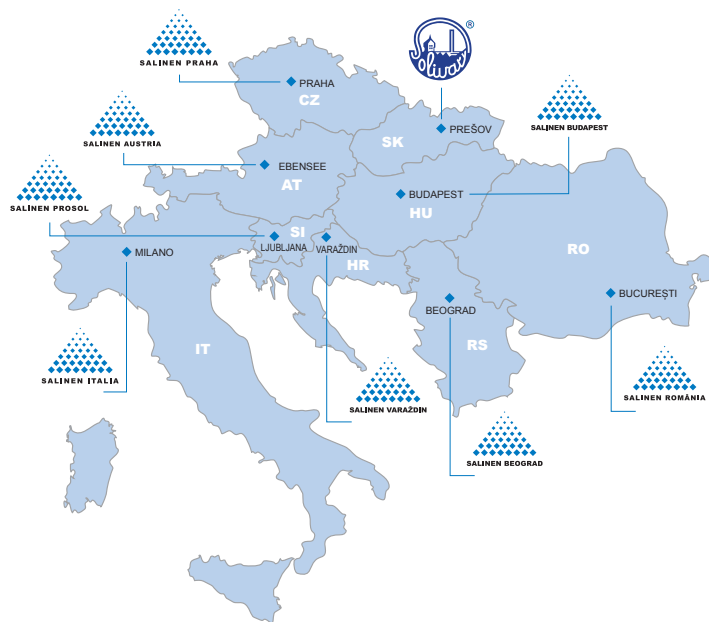 Solivary
®
SALINEN PRAHA
PRAHA
CZ
SALINEN BUDAPEST
PREŠOV
SK
SALINEN AUSTRIA
EBENSEE
AT
BUDAPEST
HU
SALINEN PROSOL
SI
LJUBLJANA
VARAŽDIN
HR
MILANO
RO
BUCUREȘTI
BEOGRAD
RS
IT
SALINEN ITALIA
SALINEN VARAŽDIN
SALINEN ROMÂNIA
SALINEN BEOGRAD